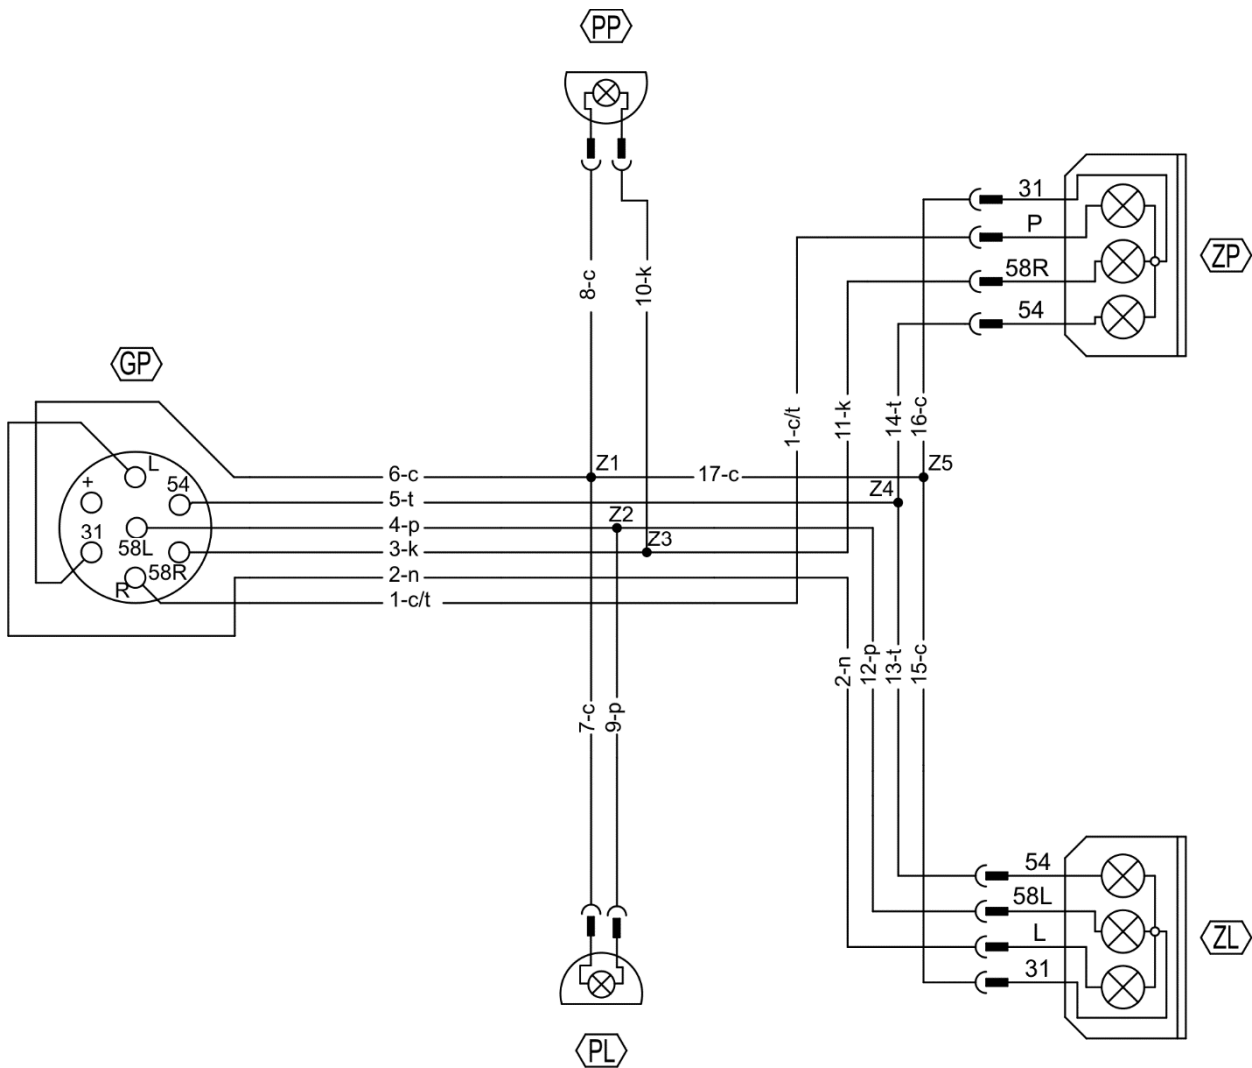 PP
31
P
58R
54
ZP
8-c
10-k
GP
1-c/t
11-k
14-t
16-c
L
+
54
31
58L
58R
R
6-c
Z1
17-c
Z5
5-t
Z4
4-p
Z2
3-k
Z3
2-n
1-c/t
2-n
12-p
13-t
15-c
7-c
9-p
54
58L
L
31
ZL
PL